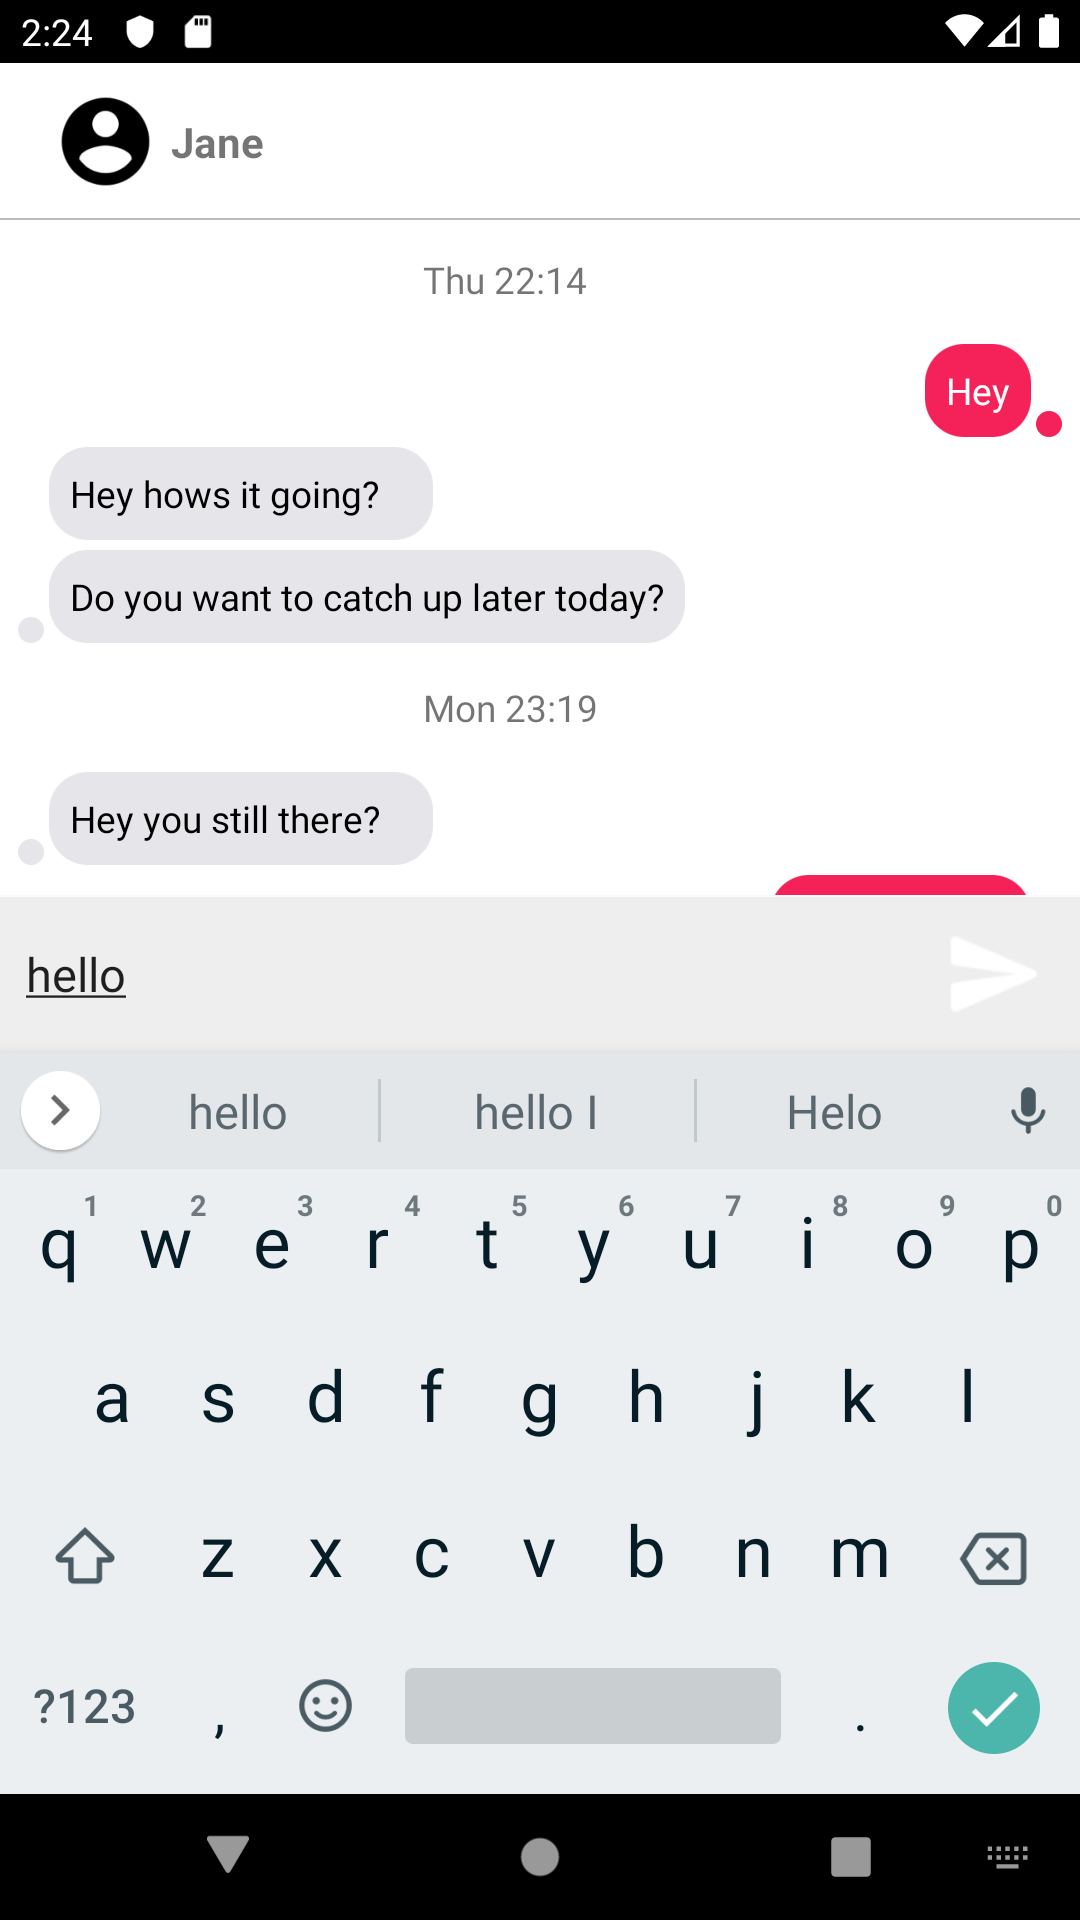 2:24
Jane
Thu 22:14
Hey
Hey hows it going?
Do you want to catch up later today?
Mon 23:19
Hey you still there?
hello
hello
hello I
Helo
1 2 3 4 5 6 7 8 9 0
q w e r t y u i o p
a s d f g h j k l
z x c v b n m
?123 , .